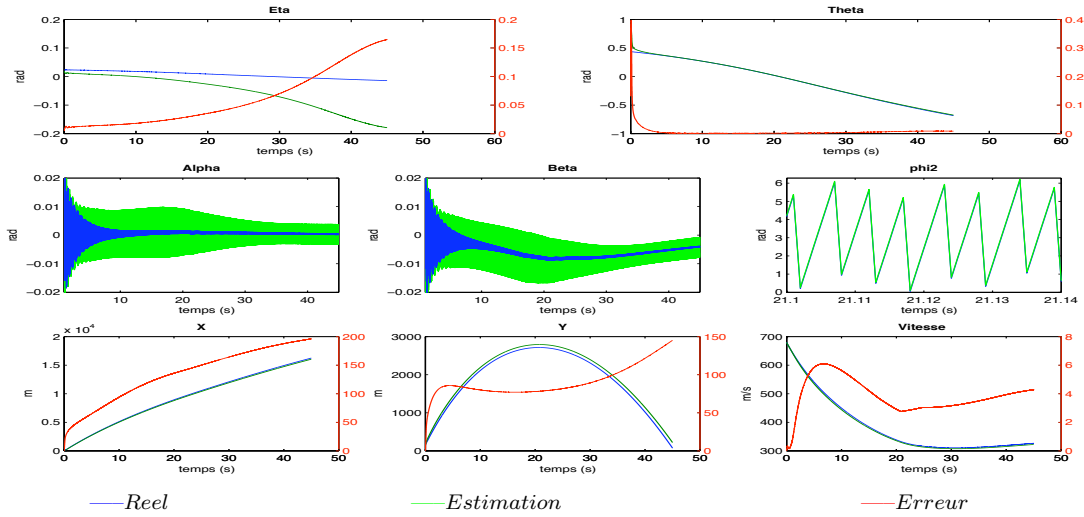 Eta
Theta
0.2
0.1
0
−0.1
−0.2
rad
0.2
0.15
0.1
0.05
0
0 10 20 30 40 50 60
temps (s)
1
0.5
0
−0.5
−1
rad
0.4
0.3
0.2
0.1
0
0 10 20 30 40 50 60
temps (s)
Alpha
Beta
phi2
0.02
0.01
0
−0.01
−0.02
rad
10 20 30 40
temps (s)
0.02
0.01
0
−0.01
−0.02
rad
10 20 30 40
temps (s)
6
5
4
3
2
1
0
rad
21.1 21.11 21.12 21.13 21.14
temps (s)
X
Y
Vitesse
2 x 10⁴
1.5
1
0.5
0
m
200
150
100
50
0
0 10 20 30 40 50
temps (s)
3000
2000
1000
0
m
150
100
50
0
0 10 20 30 40 50
temps (s)
700
600
500
400
300
m/s
8
6
4
2
0
0 10 20 30 40 50
temps (s)
Reel
Estimation
Erreur